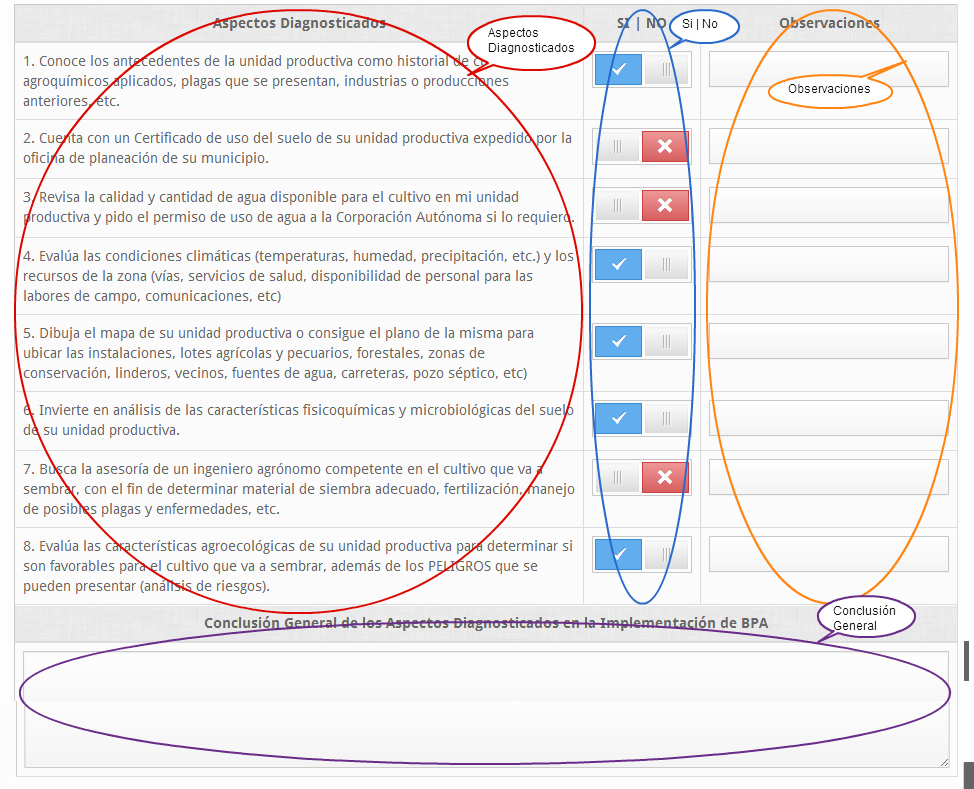 Aspectos Diagnosticados
SI | NO
Observaciones
Aspectos
Diagnosticados
Si | No
Observaciones
1. Conoce los antecedentes de la unidad productiva como historial de
agroquímicos aplicados, plagas que se presentan, industrias o producciones
anteriores, etc.
2. Cuenta con un Certificado de uso del suelo de su unidad productiva expedido por la
oficina de planeación de su municipio.
3. Revisa la calidad y cantidad de agua disponible para el cultivo en mi unidad
productiva y pido el permiso de uso de agua a la Corporación Autónoma si lo requiero.
4. Evalúa las condiciones climáticas (temperaturas, humedad, precipitación, etc.) y los
recursos de la zona (vías, servicios de salud, disponibilidad de personal para las
labores de campo, comunicaciones, etc)
5. Dibuja el mapa de su unidad productiva o consigue el plano de la misma para
ubicar las instalaciones, lotes agrícolas y pecuarios, forestales, zonas de
conservación, linderos, vecinos, fuentes de agua, carreteras, pozo séptico, etc)
6. Invierte en análisis de las características fisicoquímicas y microbiológicas del suelo
de su unidad productiva.
7. Busca la asesoría de un ingeniero agrónomo competente en el cultivo que va a
sembrar, con el fin de determinar material de siembra adecuado, fertilización, manejo
de posibles plagas y enfermedades, etc.
8. Evalúa las características agroecológicas de su unidad productiva para determinar si
son favorables para el cultivo que va a sembrar, además de los PELIGROS que se
pueden presentar (análisis de riesgos).
Conclusión
General
Conclusión General de los Aspectos Diagnosticados en la Implementación de BPA